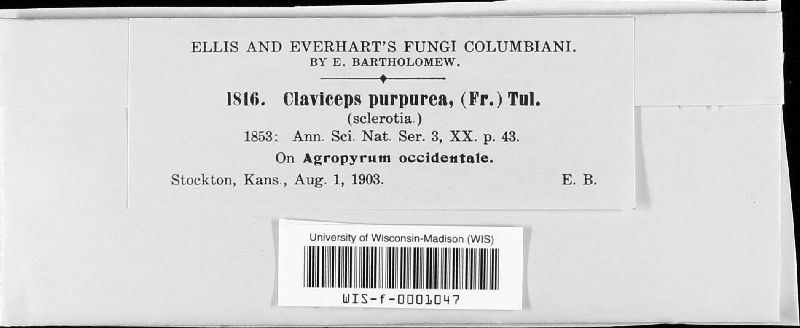 ELLIS AND EVERHART'S FUNGI COLUMBIANI.
BY E. BARTHOLOMEW.
1816. Claviceps purpurea, (Fr.) Tul.
(sclerotia.)
1853: Ann. Sci. Nat. Ser. 3, XX. p. 43.
On Agropyrum occidentale.
Stockton, Kans., Aug. 1, 1903. E. B.
University of Wisconsin-Madison (WIS)
WIS-f-0001047